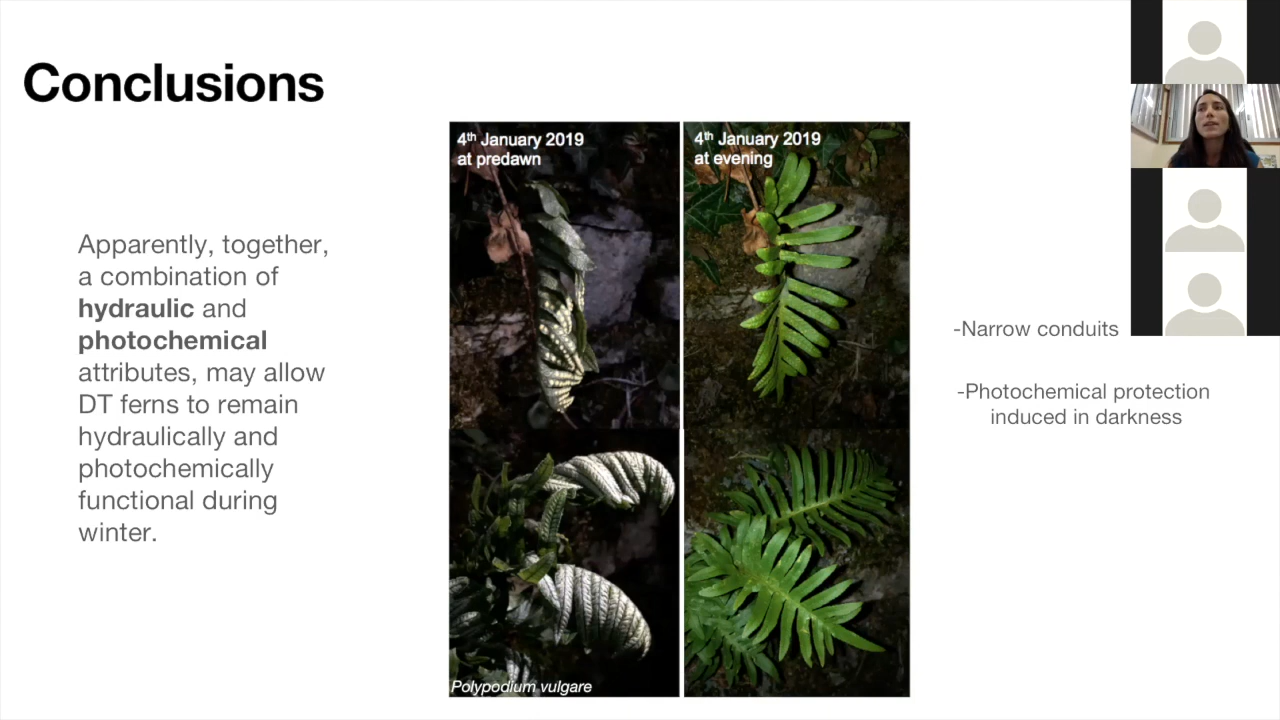 Conclusions
4th January 2019
at predawn
4th January 2019
at evening
Apparently, together,
a combination of
hydraulic and
photochemical
attributes, may allow
DT ferns to remain
hydraulically and
photochemically
functional during
winter.
-Narrow conduits
-Photochemical protection
induced in darkness
Polypodium vulgare